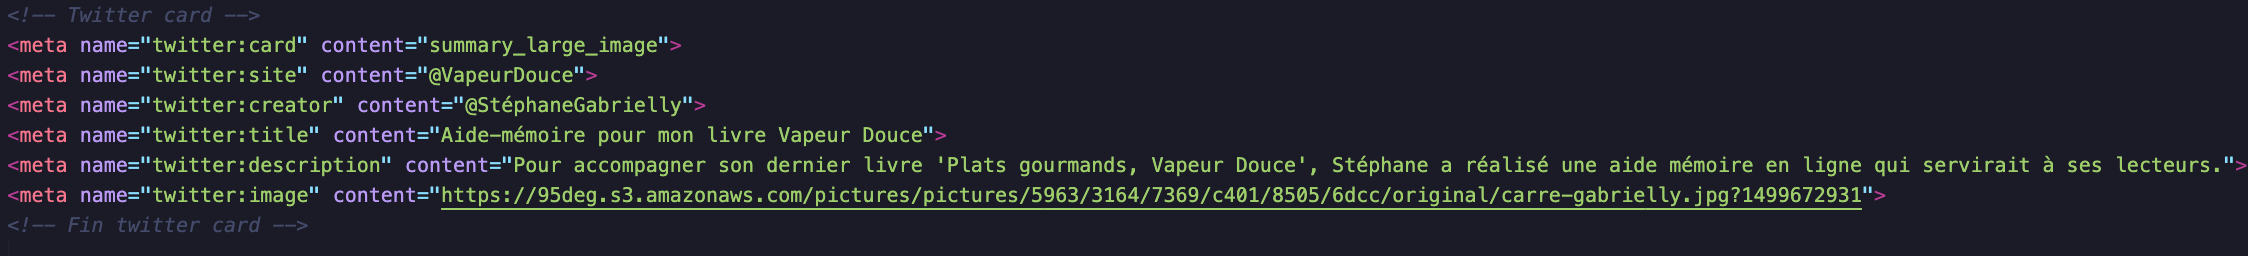 <!-- Twitter card -->
<meta name="twitter:card" content="summary_large_image">
<meta name="twitter:site" content="@VapeurDouce">
<meta name="twitter:creator" content="@StéphaneGabrielly">
<meta name="twitter:title" content="Aide-mémoire pour mon livre Vapeur Douce">
<meta name="twitter:description" content="Pour accompagner son dernier livre 'Plats gourmands, Vapeur Douce', Stéphane a réalisé une aide mémoire en ligne qui servirait à ses lecteurs.">
<meta name="twitter:image" content="https://95deg.s3.amazonaws.com/pictures/pictures/5963/3164/7369/c401/8505/6dcc/original/carre-gabrielly.jpg?1499672931">
<!-- Fin twitter card -->